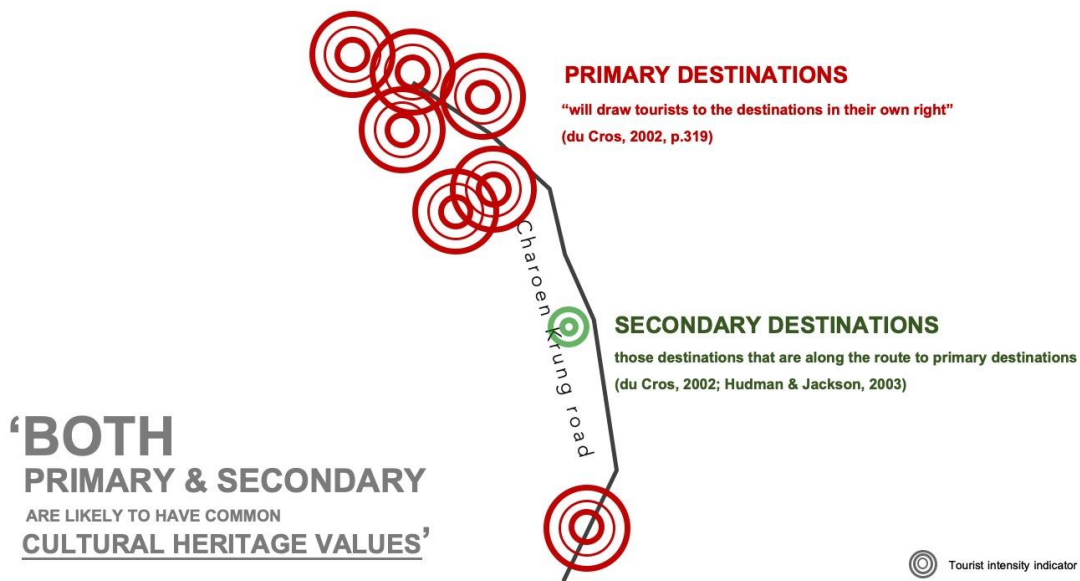 PRIMARY DESTINATIONS
“will draw tourists to the destinations in their own right”
(du Cros, 2002, p.319)
Charoen Krung road
SECONDARY DESTINATIONS
those destinations that are along the route to primary destinations
(du Cros, 2002; Hudman & Jackson, 2003)
‘BOTH
PRIMARY & SECONDARY
ARE LIKELY TO HAVE COMMON
CULTURAL HERITAGE VALUES’
Tourist intensity indicator